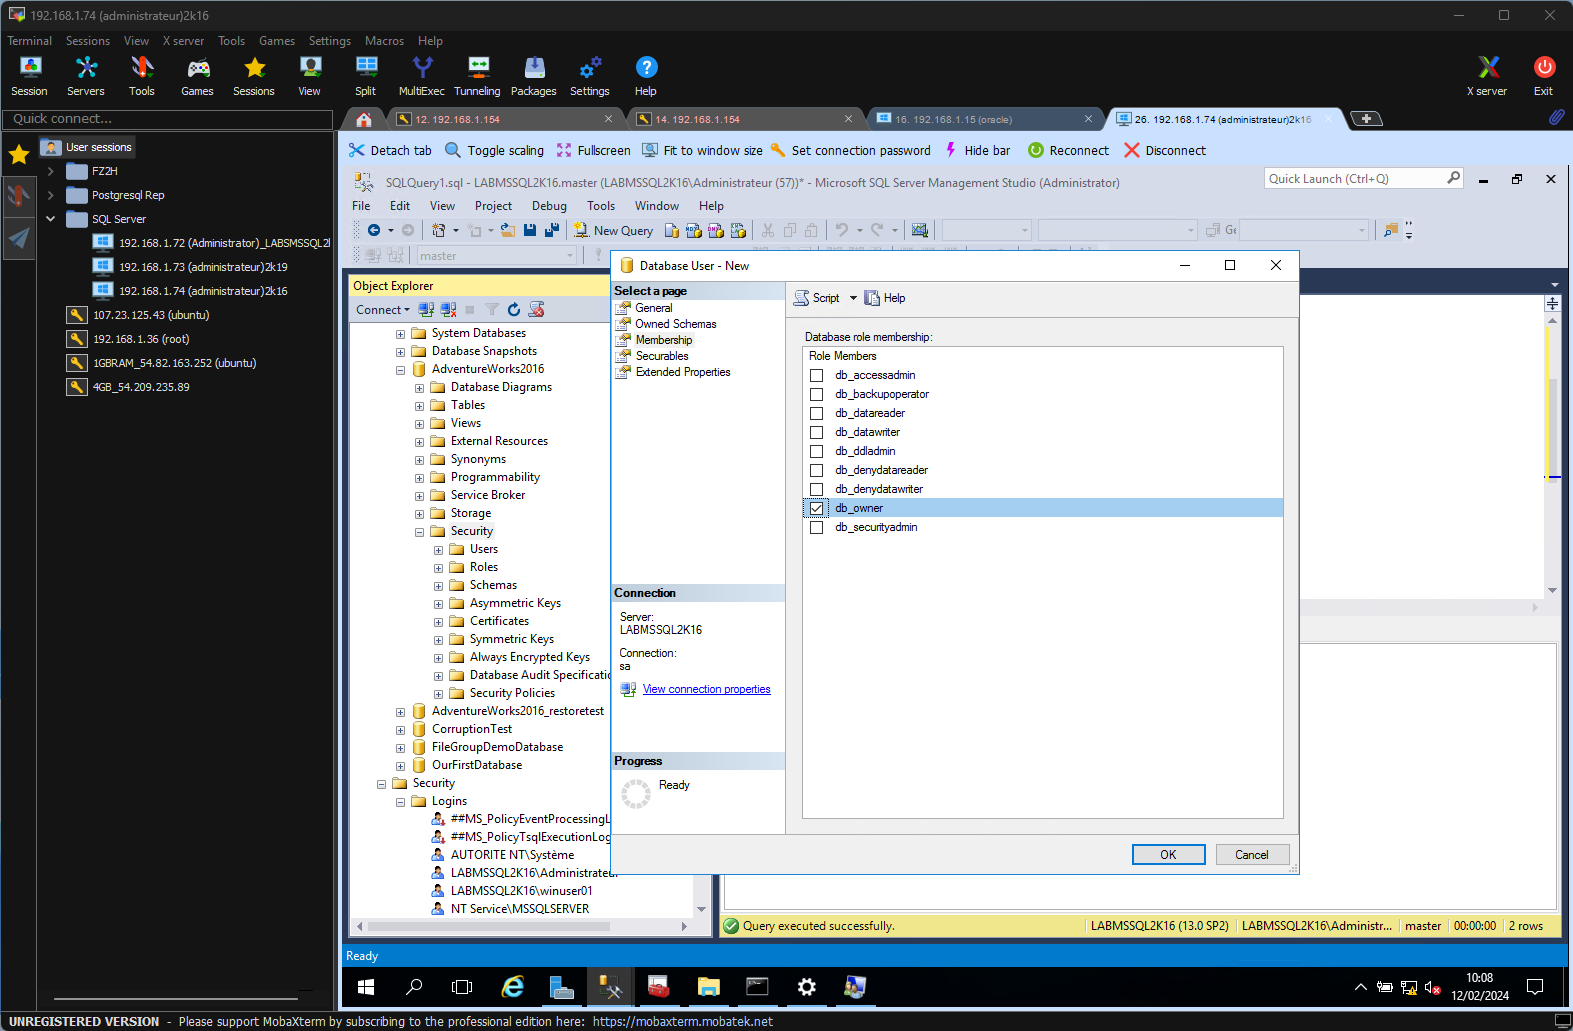 192.168.1.74 (administrateur)2k16
Terminal Sessions View X server Tools Games Settings Macros Help
Session Servers Tools Games Sessions View Split MultiExec Tunneling Packages Settings Help X server Exit
Quick connect...
12. 192.168.1.154
14. 192.168.1.154
16. 192.168.1.15 (oracle)
26. 192.168.1.74 (administrateur)2k16
User sessions
FZ2H
Postgresql Rep
SQL Server
192.168.1.72 (Administrator)_LABSMSSQL2
192.168.1.73 (administrateur)2k19
192.168.1.74 (administrateur)2k16
107.23.125.43 (ubuntu)
192.168.1.36 (root)
1GBRAM_54.82.163.252 (ubuntu)
4GB_54.209.235.89
Detach tab Toggle scaling Fullscreen Fit to window size Set connection password Hide bar Reconnect Disconnect
SQLQuery1.sql - LABMSSQL2K16.master (LABMSSQL2K16\Administrateur (57))* - Microsoft SQL Server Management Studio (Administrator)
Quick Launch (Ctrl+Q)
File Edit View Project Debug Tools Window Help
New Query
master
Object Explorer
Connect
System Databases
Database Snapshots
AdventureWorks2016
Database Diagrams
Tables
Views
External Resources
Synonyms
Programmability
Service Broker
Storage
Security
Users
Roles
Schemas
Asymmetric Keys
Certificates
Symmetric Keys
Always Encrypted Keys
Database Audit Specificatio
Security Policies
AdventureWorks2016_restoretest
CorruptionTest
FileGroupDemoDatabase
OurFirstDatabase
Security
Logins
##MS_PolicyEventProcessingL
##MS_PolicyTsqlExecutionLog
AUTORITE NT\Système
LABMSSQL2K16\Administrateur
LABMSSQL2K16\winuser01
NT Service\MSSQLSERVER
Database User - New
Select a page
General
Owned Schemas
Membership
Securables
Extended Properties
Connection
Server:
LABMSSQL2K16
Connection:
sa
View connection properties
Progress
Ready
Script Help
Database role membership:
Role Members
db_accessadmin
db_backupoperator
db_datareader
db_datawriter
db_ddladmin
db_denydatareader
db_denydatawriter
db_owner
db_securityadmin
OK Cancel
Query executed successfully. LABMSSQL2K16 (13.0 SP2) LABMSSQL2K16\Administr... master 00:00:00 2 rows
Ready
10:08
12/02/2024
UNREGISTERED VERSION - Please support MobaXterm by subscribing to the professional edition here: https://mobaxterm.mobatek.net